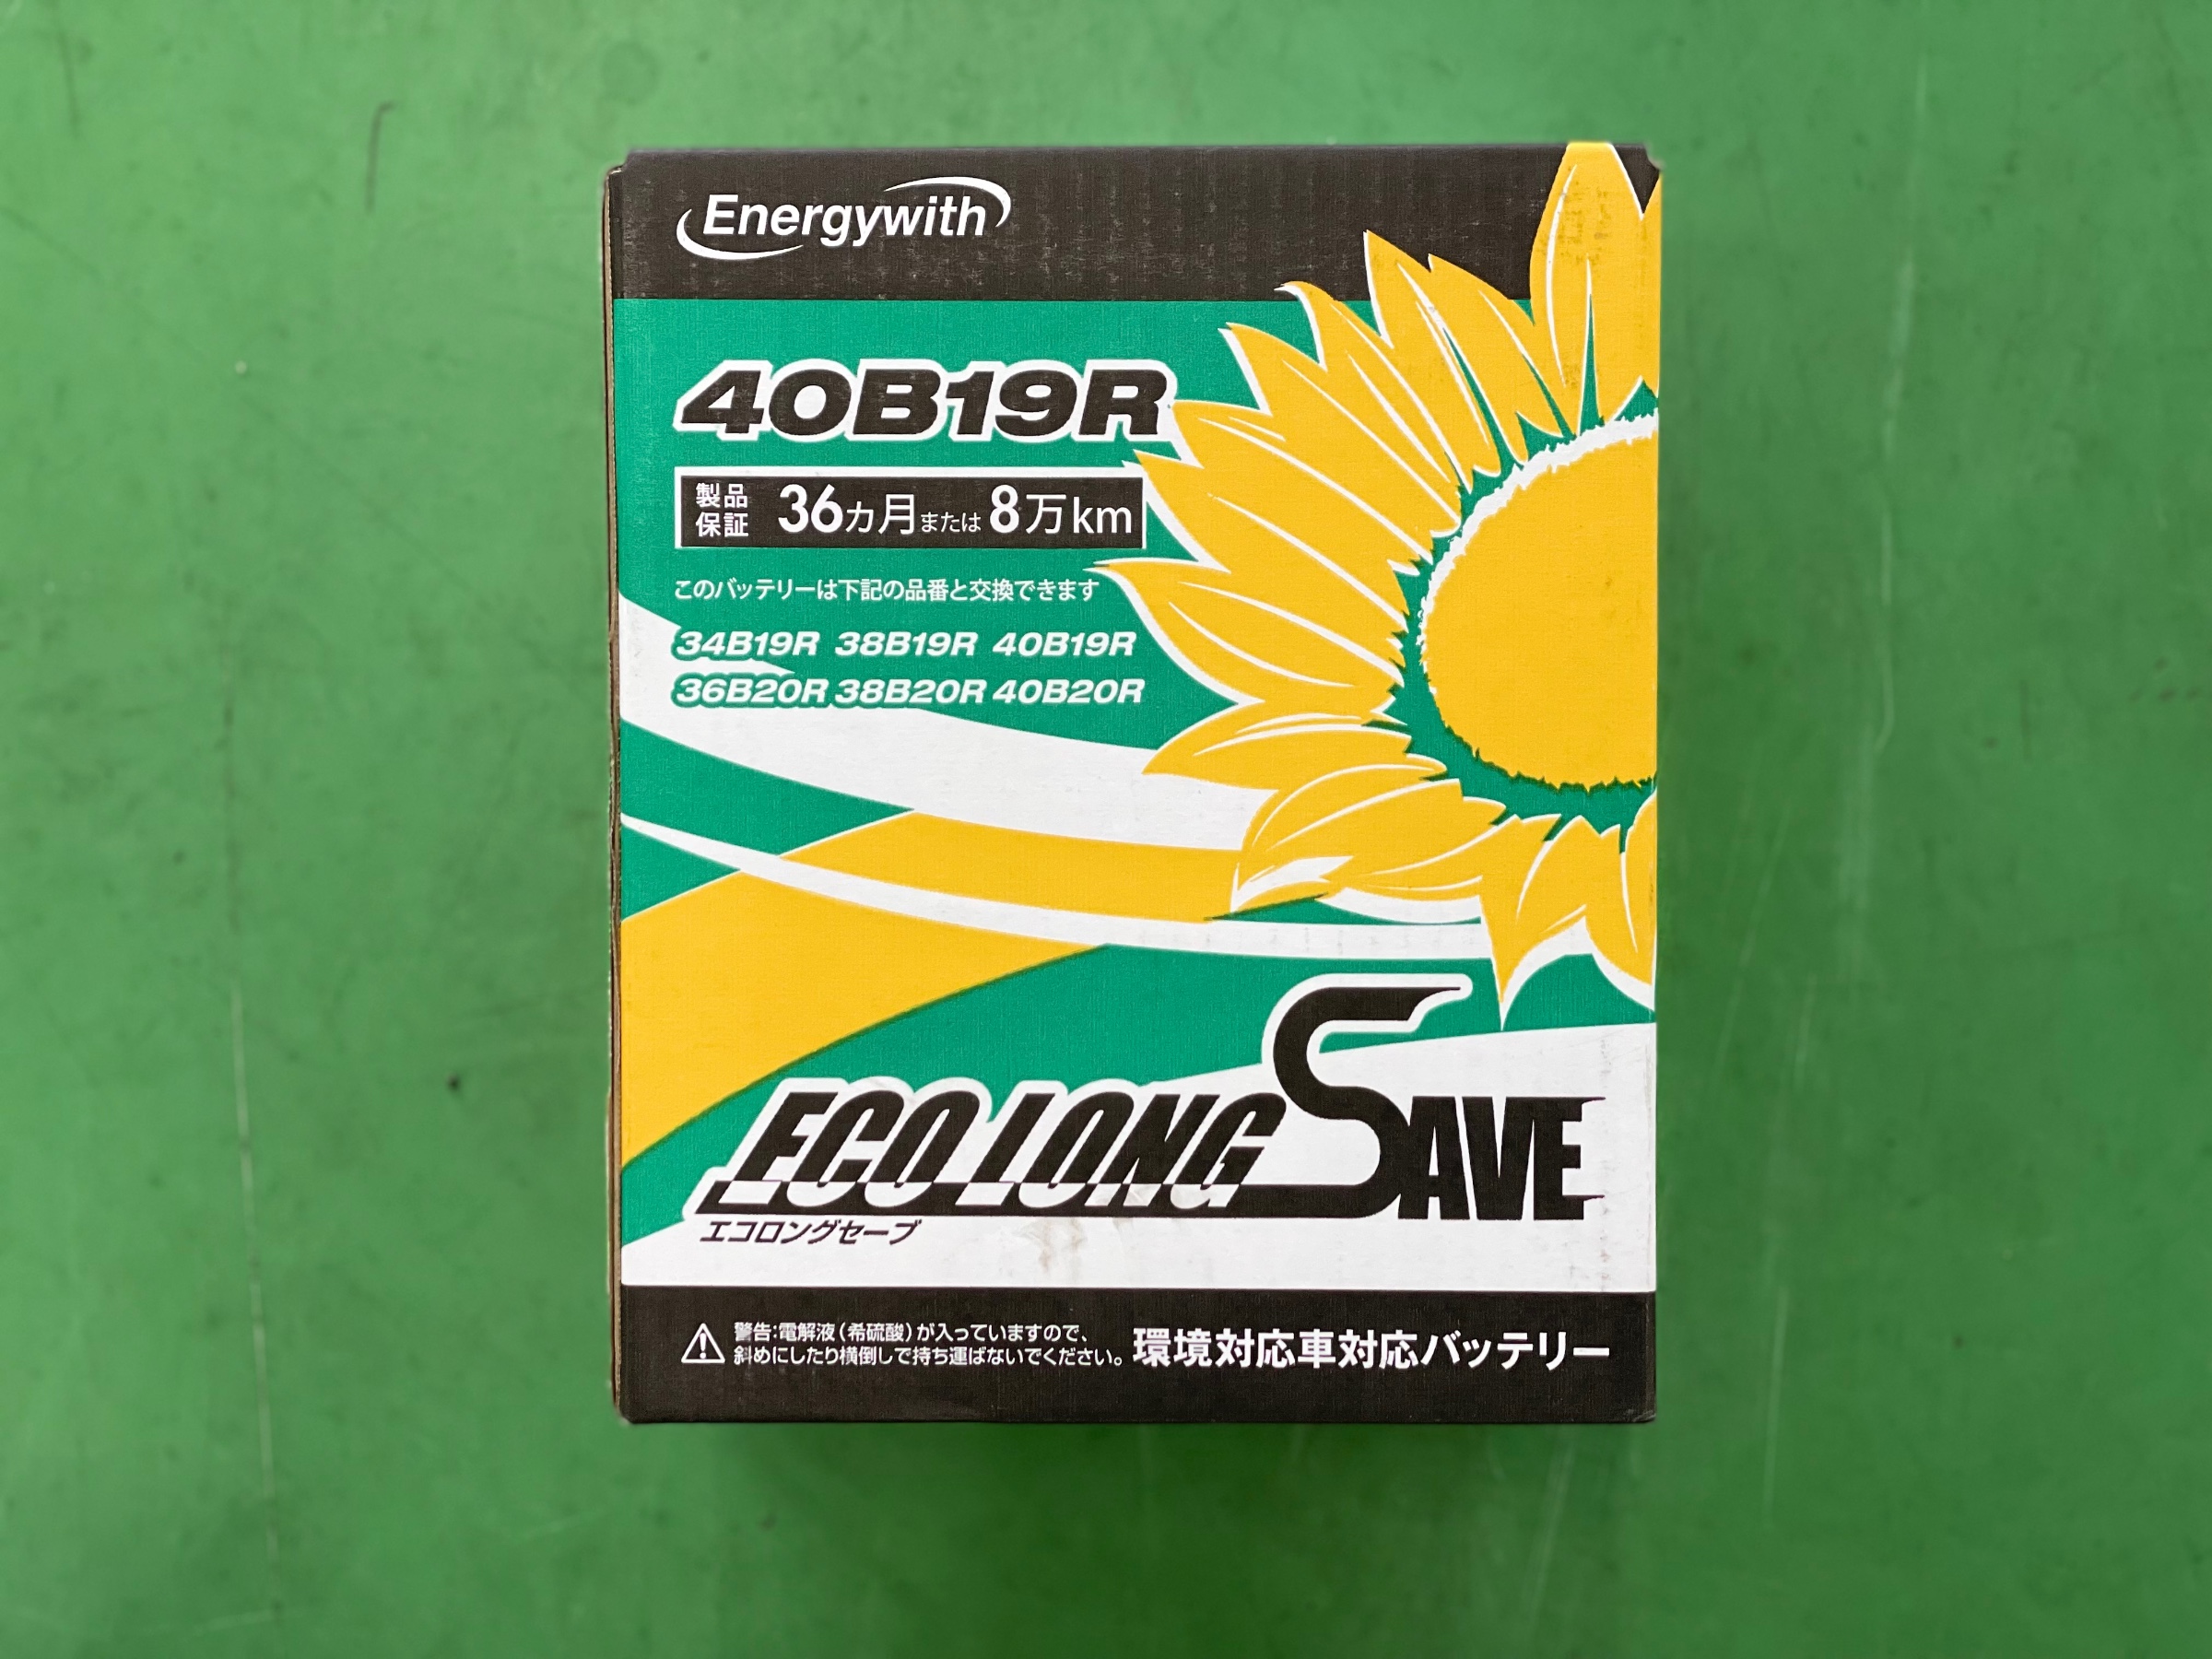 Energywith
40B19R
製品保証 36カ月または8万km
このバッテリーは下記の品番と交換できます
34B19R 38B19R 40B19R
36B20R 38B20R 40B20R
ECO LONG SAVE
エコロングセーブ
警告:電解液(希硫酸)が入っていますので、
斜めにしたり横倒しで持ち運ばないでください。
環境対応車対応バッテリー